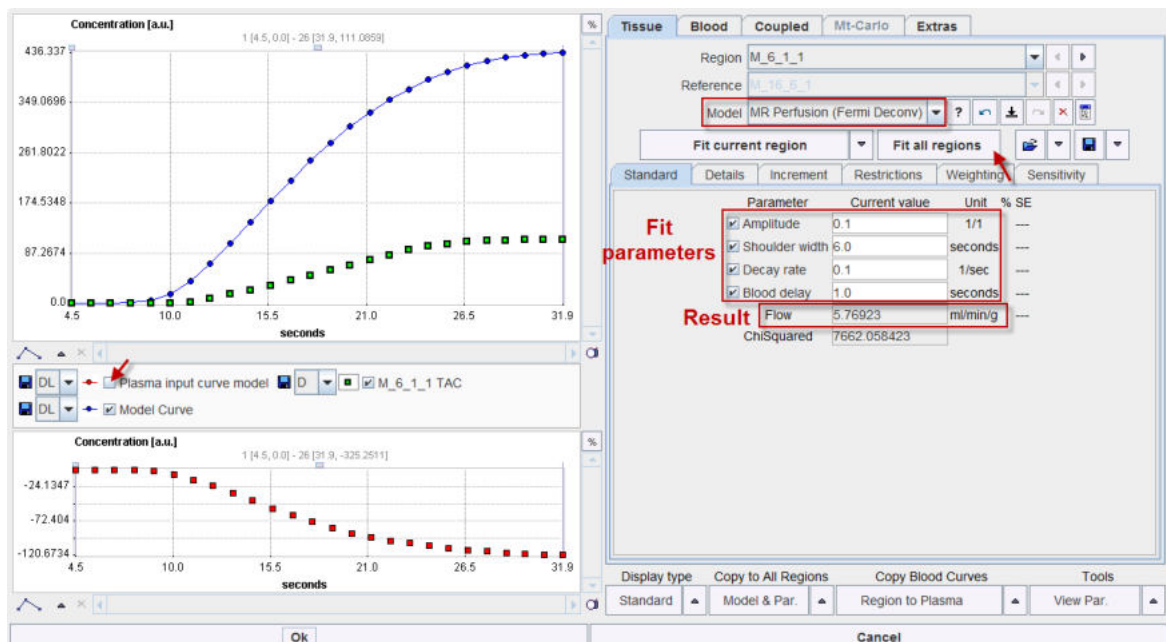 Concentration [a.u.]
%
1 [4.5, 0.0] - 26 [31.9, 111.0859]
436.337
349.0696
261.8022
174.5348
87.2674
0.0
4.5 10.0 15.5 21.0 26.5 31.9
seconds
DL Plasma input curve model D M_6_1_1 TAC
DL Model Curve
Concentration [a.u.]
%
1 [4.5, 0.0] - 26 [31.9, -325.2511]
-24.1347
-72.404
-120.6734
4.5 10.0 15.5 21.0 26.5 31.9
seconds
Tissue Blood Coupled Mt-Carlo Extras
Region M_6_1_1
Reference M_16_6_1
Model MR Perfusion (Fermi Deconv) ?
Fit current region Fit all regions
Standard Details Increment Restrictions Weighting Sensitivity
Parameter Current value Unit % SE
Fit parameters
Amplitude 0.1 1/1 ---
Shoulder width 6.0 seconds ---
Decay rate 0.1 1/sec ---
Blood delay 1.0 seconds ---
Result Flow 5.76923 ml/min/g ---
ChiSquared 7662.058423
Display type Copy to All Regions Copy Blood Curves Tools
Standard Model & Par. Region to Plasma View Par.
Ok Cancel